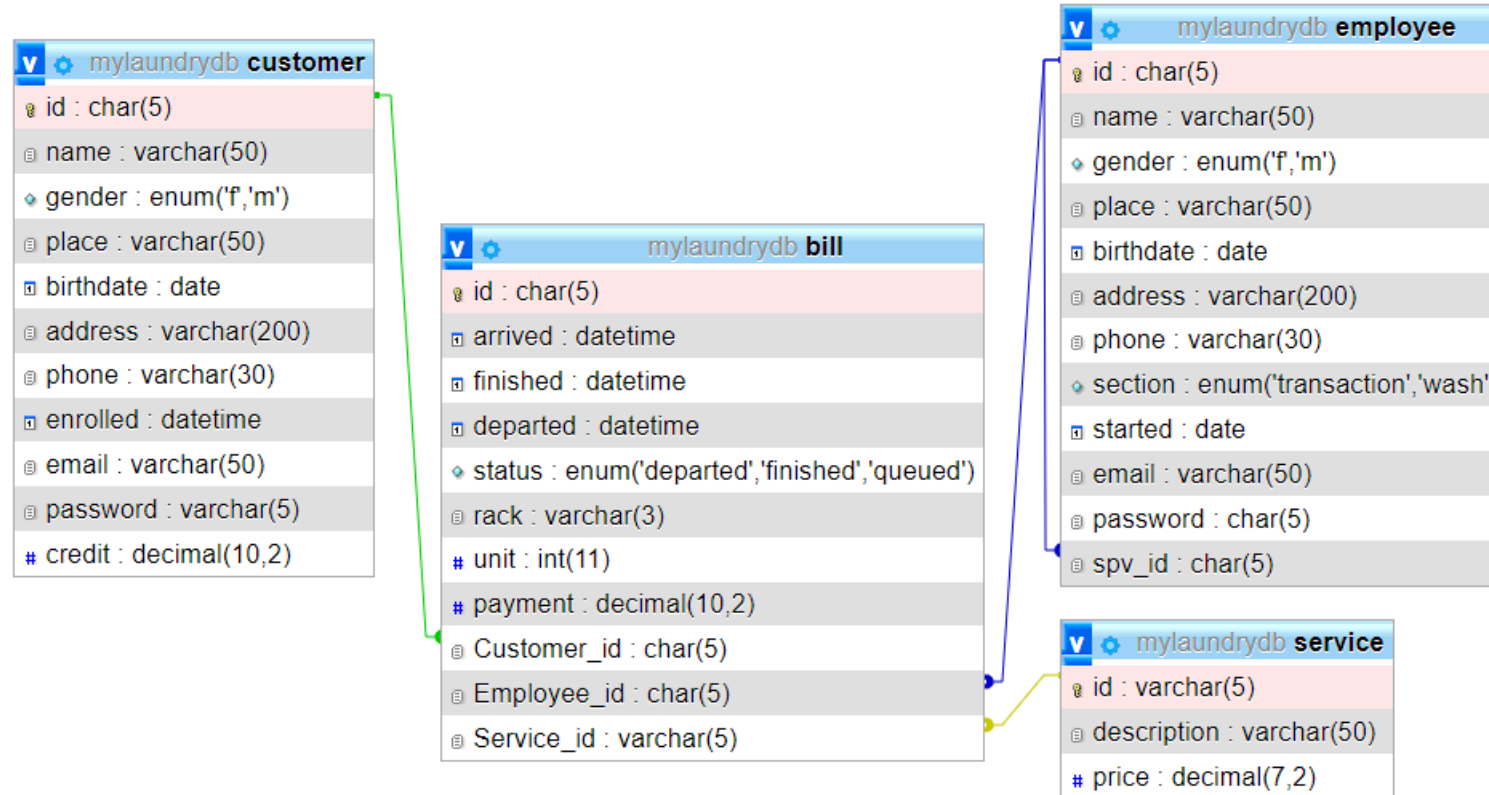 mylaundrydb customer
id : char(5)
name : varchar(50)
gender : enum('f','m')
place : varchar(50)
birthdate : date
address : varchar(200)
phone : varchar(30)
enrolled : datetime
email : varchar(50)
password : varchar(5)
# credit : decimal(10,2)
mylaundrydb bill
id : char(5)
arrived : datetime
finished : datetime
departed : datetime
status : enum('departed','finished','queued')
rack : varchar(3)
# unit : int(11)
# payment : decimal(10,2)
Customer_id : char(5)
Employee_id : char(5)
Service_id : varchar(5)
mylaundrydb employee
id : char(5)
name : varchar(50)
gender : enum('f','m')
place : varchar(50)
birthdate : date
address : varchar(200)
phone : varchar(30)
section : enum('transaction','wash'
started : date
email : varchar(50)
password : char(5)
spv_id : char(5)
mylaundrydb service
id : varchar(5)
description : varchar(50)
# price : decimal(7,2)